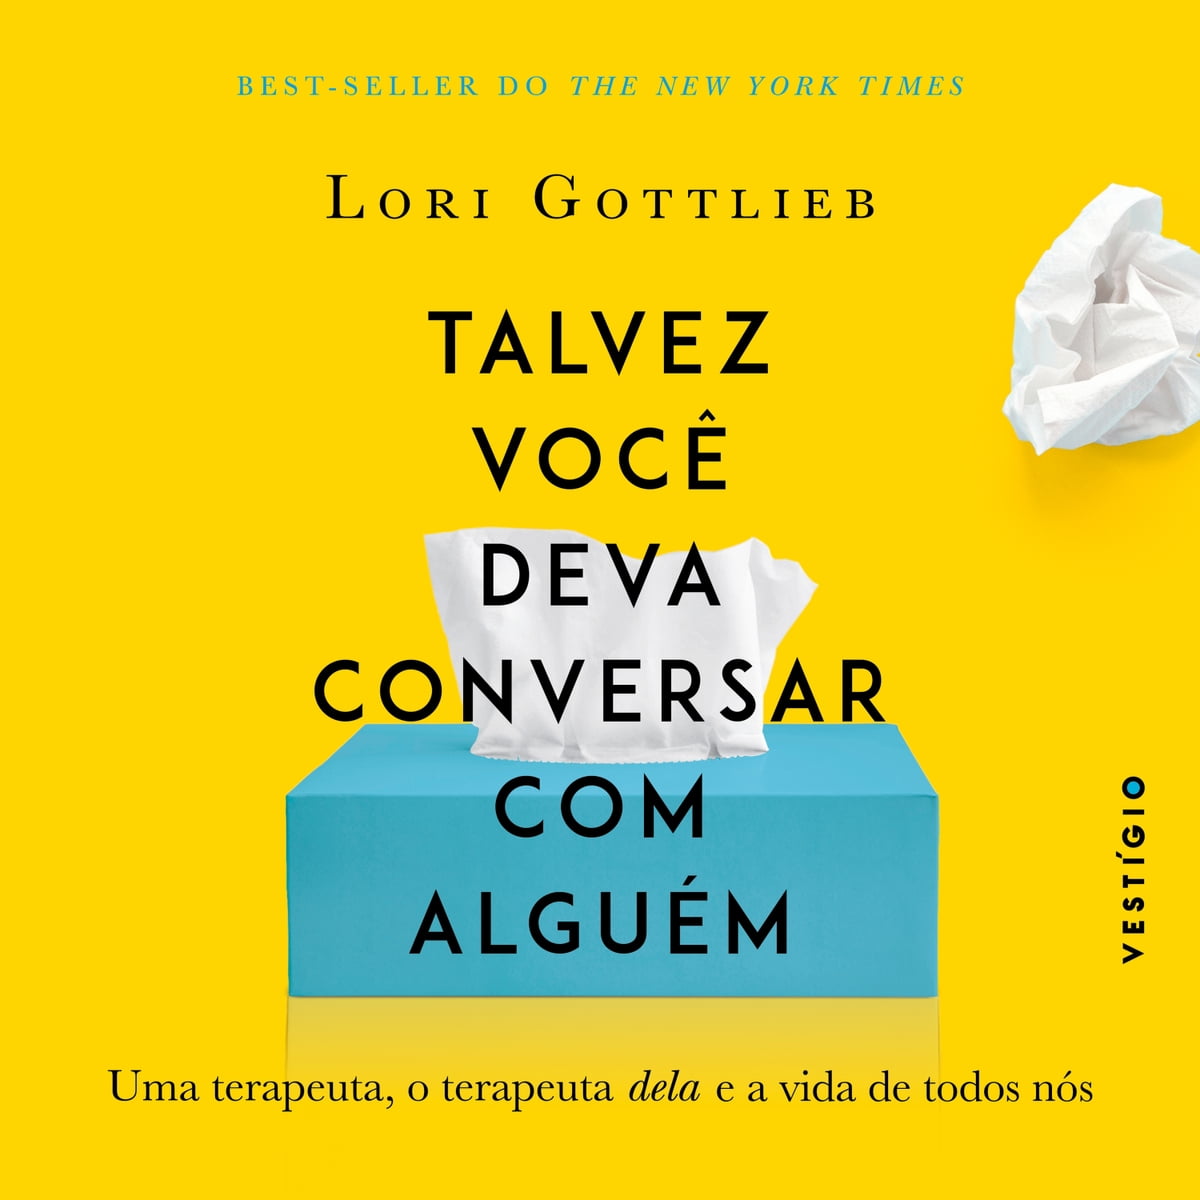 BEST-SELLER DO THE NEW YORK TIMES
LORI GOTTLIEB
TALVEZ
VOCÊ
DEVA
CONVERSAR
COM
ALGUÉM
VESTÍGIO
Uma terapeuta, o terapeuta dela e a vida de todos nós